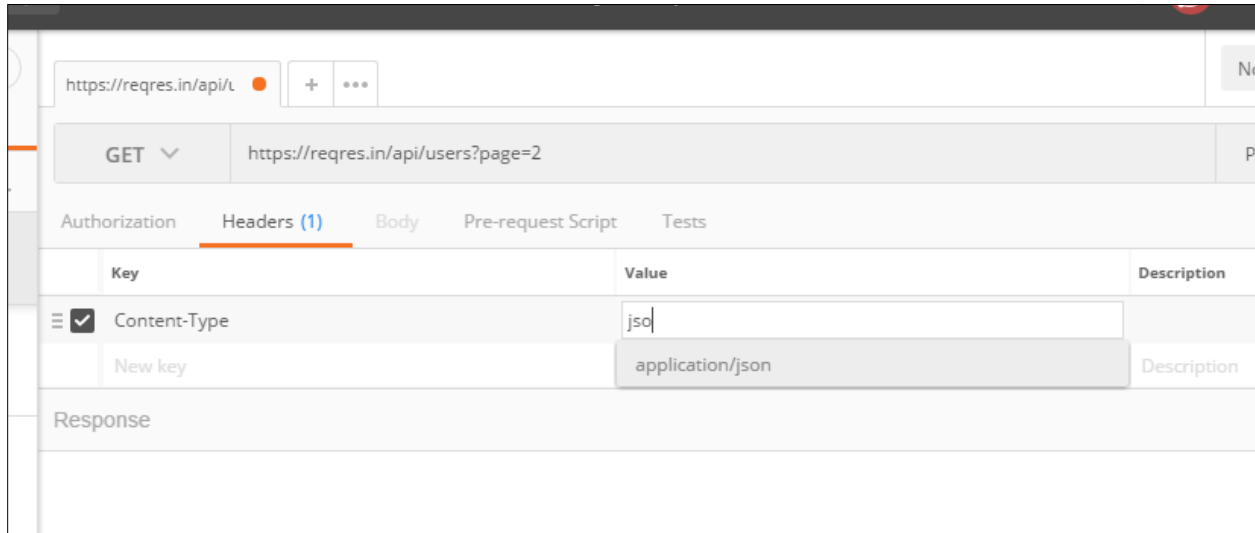 https://reqres.in/api/u
+ •••
GET https://reqres.in/api/users?page=2
Authorization Headers (1) Body Pre-request Script Tests
Key Value Description
Content-Type jso
New key application/json Description
Response